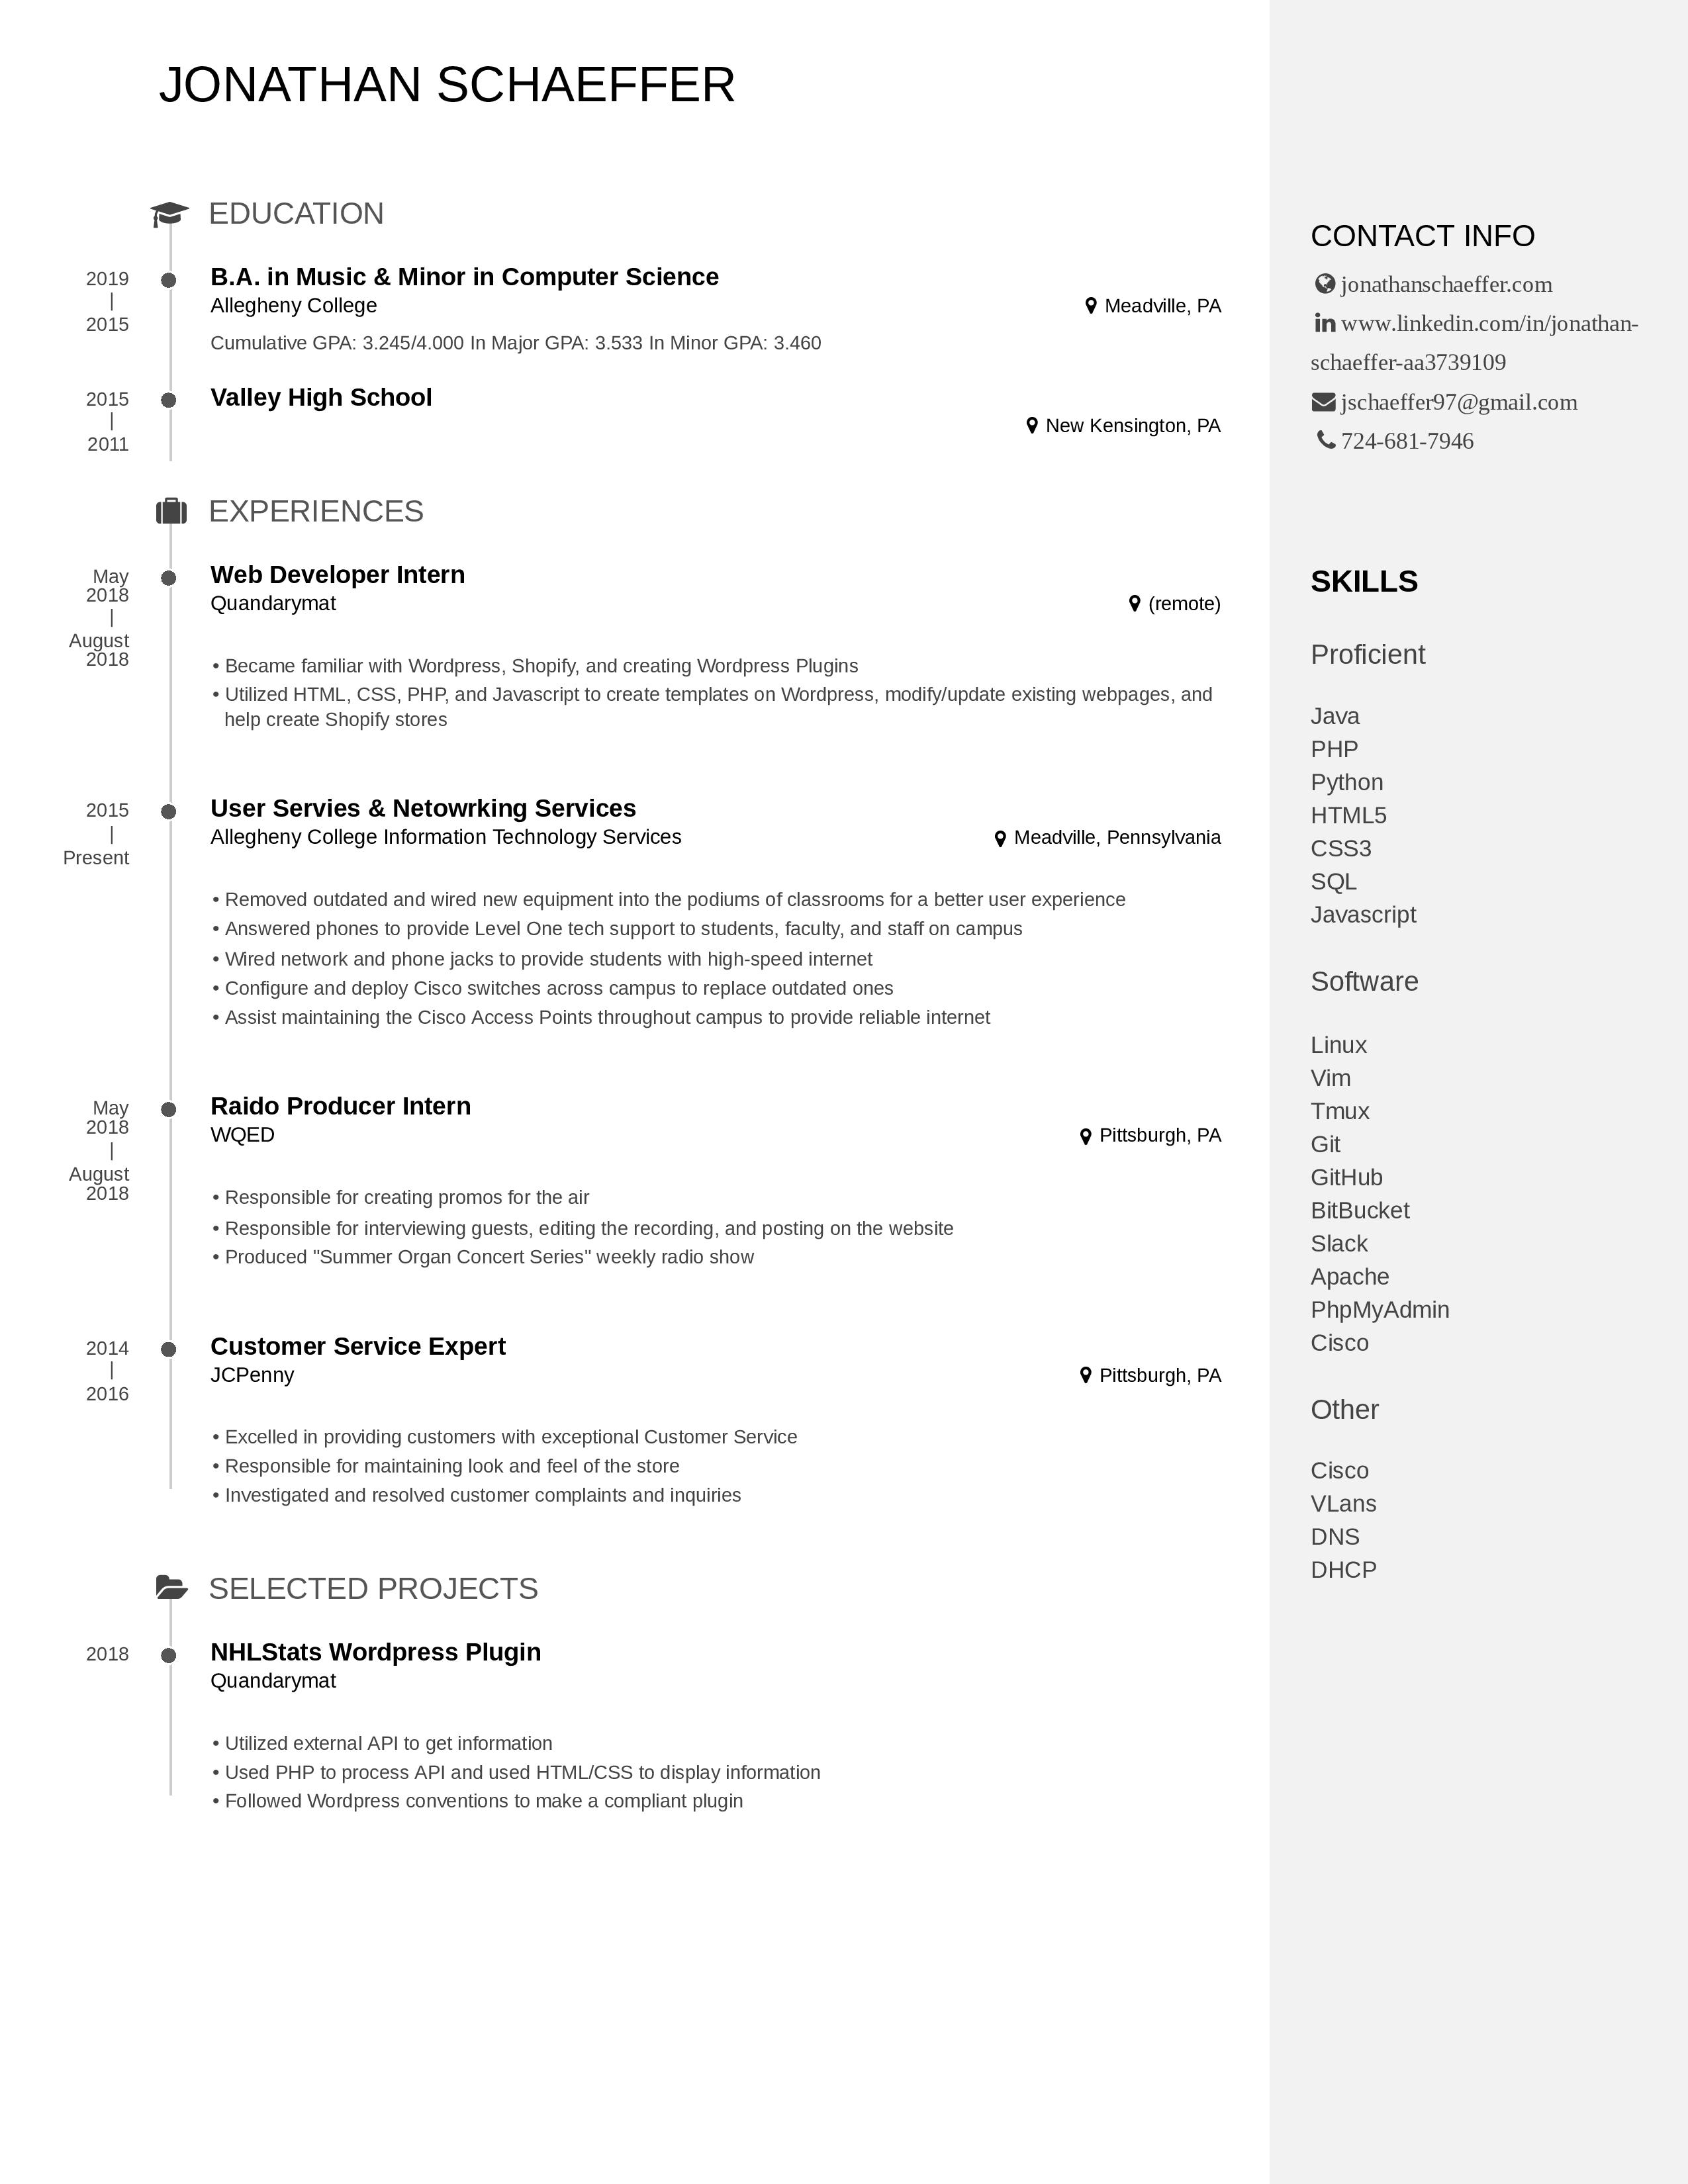 JONATHAN SCHAEFFER
EDUCATION
2019
|
2015
B.A. in Music & Minor in Computer Science
Allegheny College
Meadville, PA
Cumulative GPA: 3.245/4.000 In Major GPA: 3.533 In Minor GPA: 3.460
2015
|
2011
Valley High School
New Kensington, PA
EXPERIENCES
May
2018
|
August
2018
Web Developer Intern
Quandarymat
(remote)
• Became familiar with Wordpress, Shopify, and creating Wordpress Plugins
• Utilized HTML, CSS, PHP, and Javascript to create templates on Wordpress, modify/update existing webpages, and
help create Shopify stores
2015
|
Present
User Servies & Netowrking Services
Allegheny College Information Technology Services
Meadville, Pennsylvania
• Removed outdated and wired new equipment into the podiums of classrooms for a better user experience
• Answered phones to provide Level One tech support to students, faculty, and staff on campus
• Wired network and phone jacks to provide students with high-speed internet
• Configure and deploy Cisco switches across campus to replace outdated ones
• Assist maintaining the Cisco Access Points throughout campus to provide reliable internet
May
2018
|
August
2018
Raido Producer Intern
WQED
Pittsburgh, PA
• Responsible for creating promos for the air
• Responsible for interviewing guests, editing the recording, and posting on the website
• Produced "Summer Organ Concert Series" weekly radio show
2014
|
2016
Customer Service Expert
JCPenny
Pittsburgh, PA
• Excelled in providing customers with exceptional Customer Service
• Responsible for maintaining look and feel of the store
• Investigated and resolved customer complaints and inquiries
SELECTED PROJECTS
2018
NHLStats Wordpress Plugin
Quandarymat
• Utilized external API to get information
• Used PHP to process API and used HTML/CSS to display information
• Followed Wordpress conventions to make a compliant plugin
CONTACT INFO
jonathanschaeffer.com
www.linkedin.com/in/jonathan-
schaeffer-aa3739109
jschaeffer97@gmail.com
724-681-7946
SKILLS
Proficient
Java
PHP
Python
HTML5
CSS3
SQL
Javascript
Software
Linux
Vim
Tmux
Git
GitHub
BitBucket
Slack
Apache
PhpMyAdmin
Cisco
Other
Cisco
VLans
DNS
DHCP